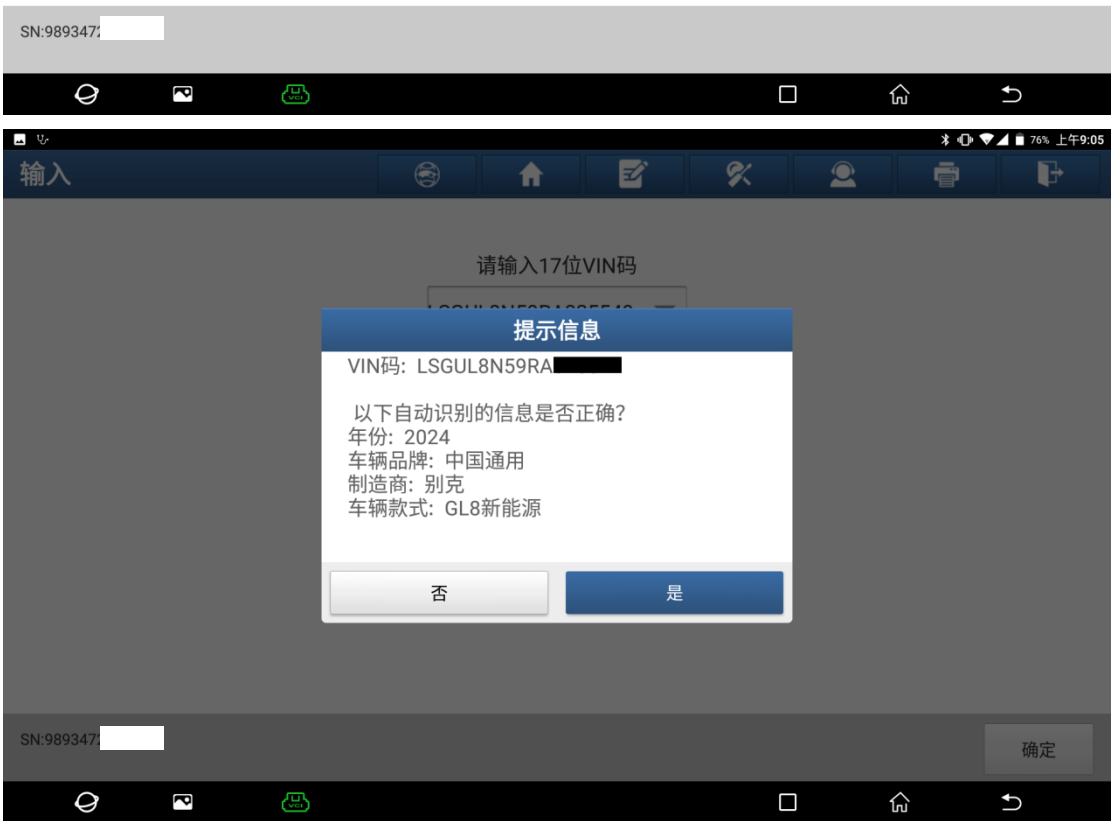 SN:9893472
76% 上午9:05
输入
请输入17位VIN码
提示信息
VIN码: LSGUL8N59RA
以下自动识别的信息是否正确?
年份: 2024
车辆品牌: 中国通用
制造商: 别克
车辆款式: GL8新能源
否
是
SN:9893472
确定